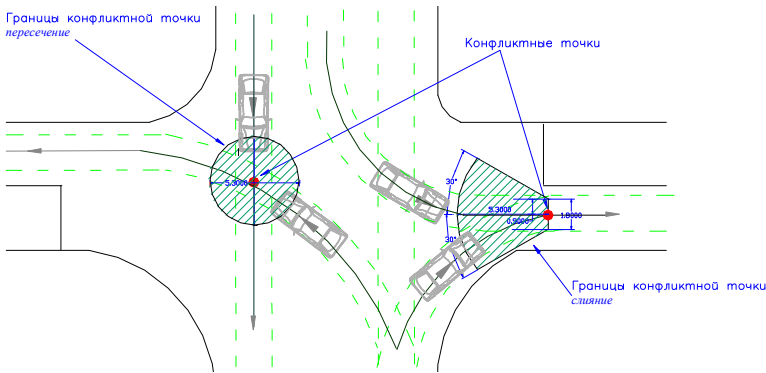 Границы конфликтной точки
пересечение
Конфликтные точки
30°
5.3000
5.3000
0.9000
1.8000
30°
Границы конфликтной точки
слияние